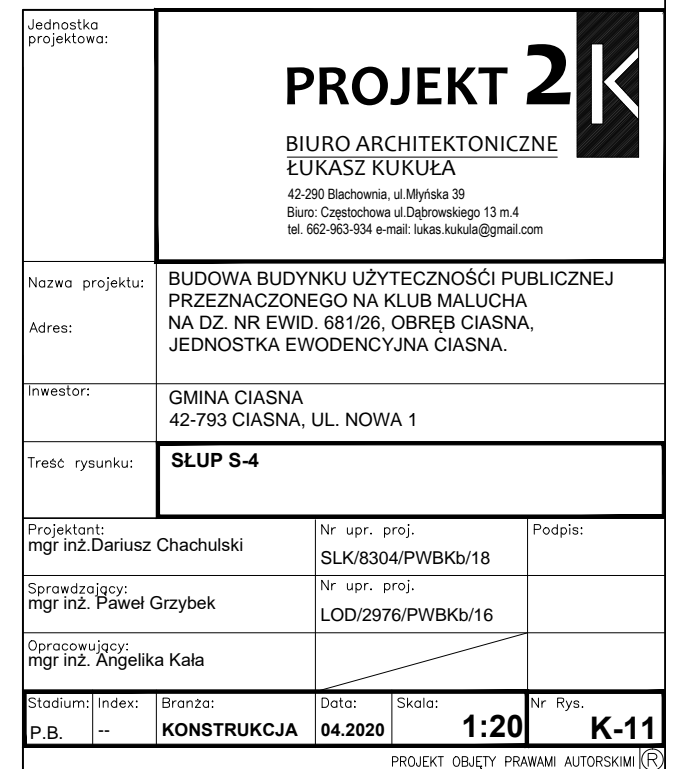 Jednostka
projektowa:
PROJEKT 2K
BIURO ARCHITEKTONICZNE
ŁUKASZ KUKUŁA
42-290 Blachownia, ul.Młyńska 39
Biuro: Częstochowa ul.Dąbrowskiego 13 m.4
tel. 662-963-934 e-mail: lukas.kukula@gmail.com
Nazwa projektu:
BUDOWA BUDYNKU UŻYTECZNOŚĆI PUBLICZNEJ
PRZEZNACZONEGO NA KLUB MALUCHA
Adres:
NA DZ. NR EWID. 681/26, OBRĘB CIASNA,
JEDNOSTKA EWODENCYJNA CIASNA.
Inwestor:
GMINA CIASNA
42-793 CIASNA, UL. NOWA 1
Treść rysunku:
SŁUP S-4
Projektant:
mgr inż.Dariusz Chachulski
Nr upr. proj.
SLK/8304/PWBKb/18
Podpis:
Sprawdzający:
mgr inż. Paweł Grzybek
Nr upr. proj.
LOD/2976/PWBKb/16
Opracowujący:
mgr inż. Angelika Kała
Stadium:
P.B.
Index:
--
Branża:
KONSTRUKCJA
Data:
04.2020
Skala:
1:20
Nr Rys.
K-11
PROJEKT OBJĘTY PRAWAMI AUTORSKIMI ®